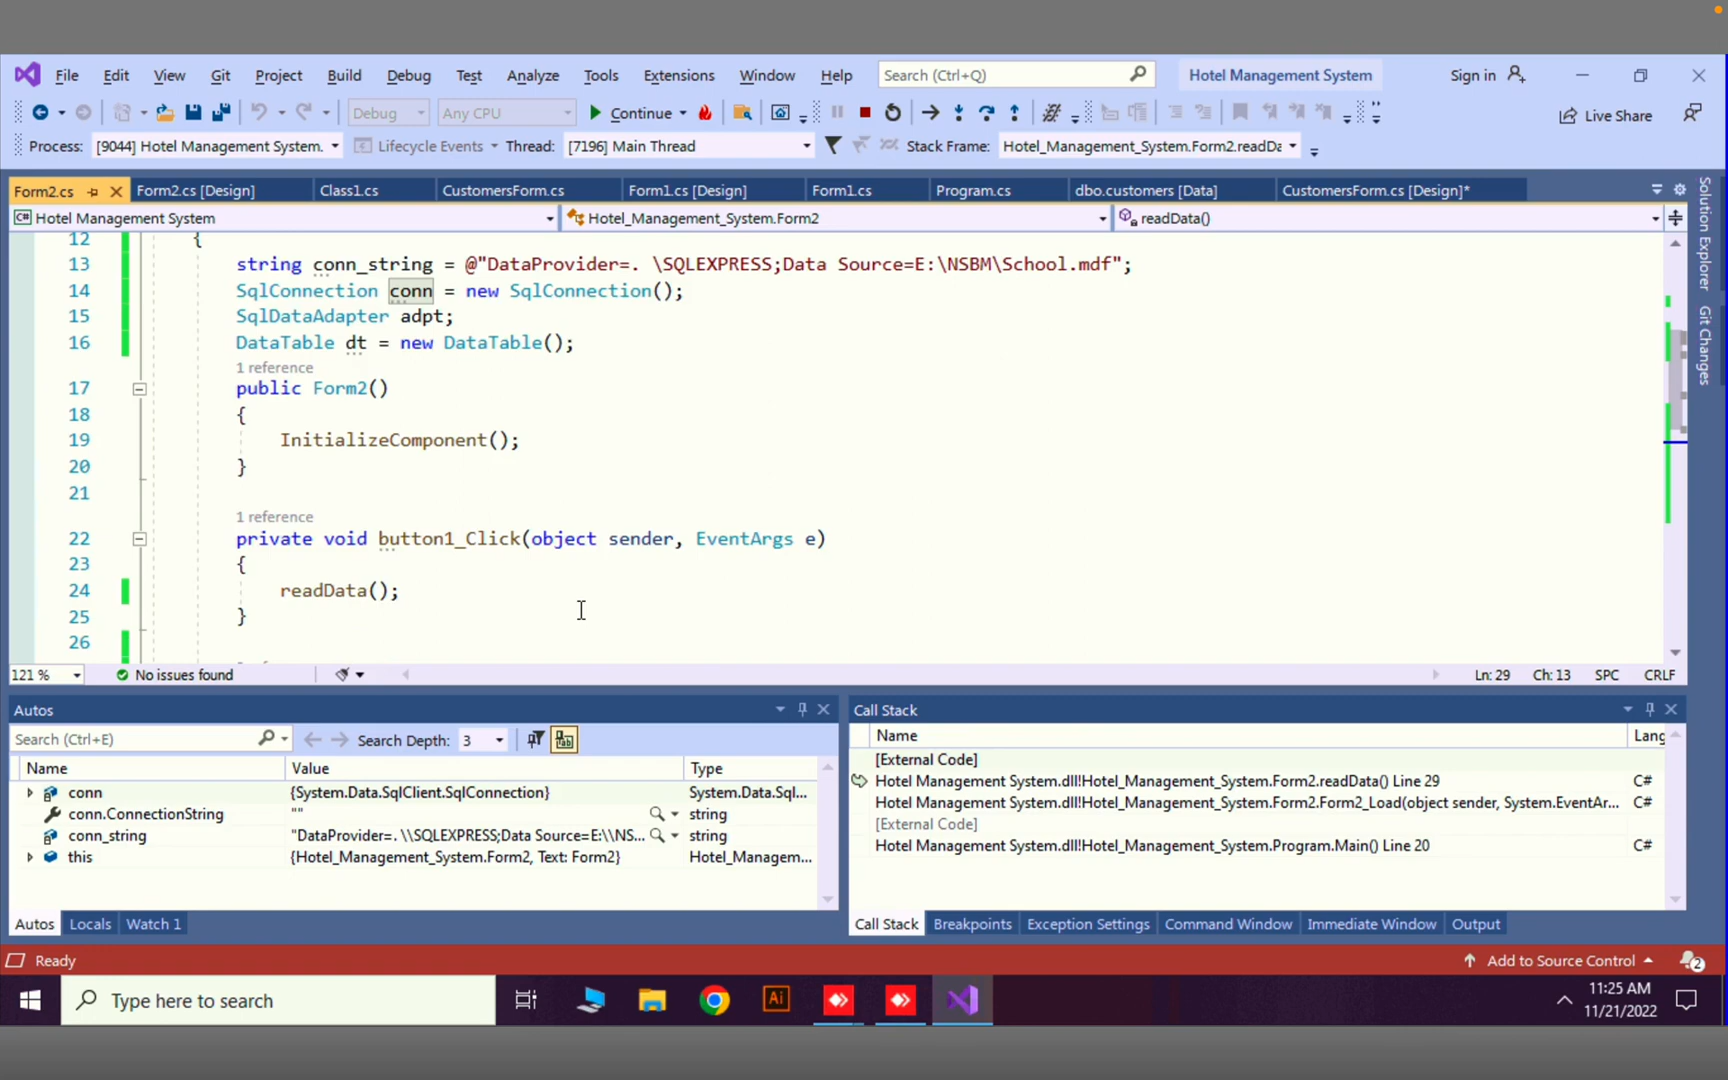 File Edit View Git Project Build Debug Test Analyze Tools Extensions Window Help Search (Ctrl+Q) Hotel Management System Sign in
Debug Any CPU Continue Live Share
Process: [9044] Hotel Management System. Lifecycle Events Thread: [7196] Main Thread Stack Frame: Hotel_Management_System.Form2.readDa
Form2.cs Form2.cs [Design] Class1.cs CustomersForm.cs Form1.cs [Design] Form1.cs Program.cs dbo.customers [Data] CustomersForm.cs [Design]*
Hotel Management System Hotel_Management_System.Form2 readData()
Solution Explorer
Git Changes
12 {
13 string conn_string = @"DataProvider=. \SQLEXPRESS;Data Source=E:\NSBM\School.mdf";
14 SqlConnection conn = new SqlConnection();
15 SqlDataAdapter adpt;
16 DataTable dt = new DataTable();
1 reference
17 public Form2()
18 {
19 InitializeComponent();
20 }
21
1 reference
22 private void button1_Click(object sender, EventArgs e)
23 {
24 readData();
25 }
26
121 % No issues found Ln: 29 Ch: 13 SPC CRLF
Autos
Search (Ctrl+E) Search Depth: 3
Name Value Type
conn {System.Data.SqlClient.SqlConnection} System.Data.Sql...
conn.ConnectionString "" string
conn_string "DataProvider=. \\SQLEXPRESS;Data Source=E:\\NS... string
this {Hotel_Management_System.Form2, Text: Form2} Hotel_Managem...
Autos Locals Watch 1
Call Stack
Name Lang
[External Code]
Hotel Management System.dll!Hotel_Management_System.Form2.readData() Line 29 C#
Hotel Management System.dll!Hotel_Management_System.Form2.Form2_Load(object sender, System.EventAr... C#
[External Code]
Hotel Management System.dll!Hotel_Management_System.Program.Main() Line 20 C#
Call Stack Breakpoints Exception Settings Command Window Immediate Window Output
Ready Add to Source Control 2
Type here to search Ai 11:25 AM
11/21/2022